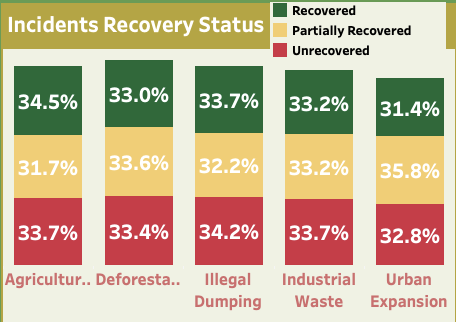 Incidents Recovery Status
Recovered
Partially Recovered
Unrecovered
34.5% 33.0% 33.7% 33.2% 31.4%
31.7% 33.6% 32.2% 33.2% 35.8%
33.7% 33.4% 34.2% 33.7% 32.8%
Agricultur.. Deforesta.. Illegal Industrial Urban
Dumping Waste Expansion